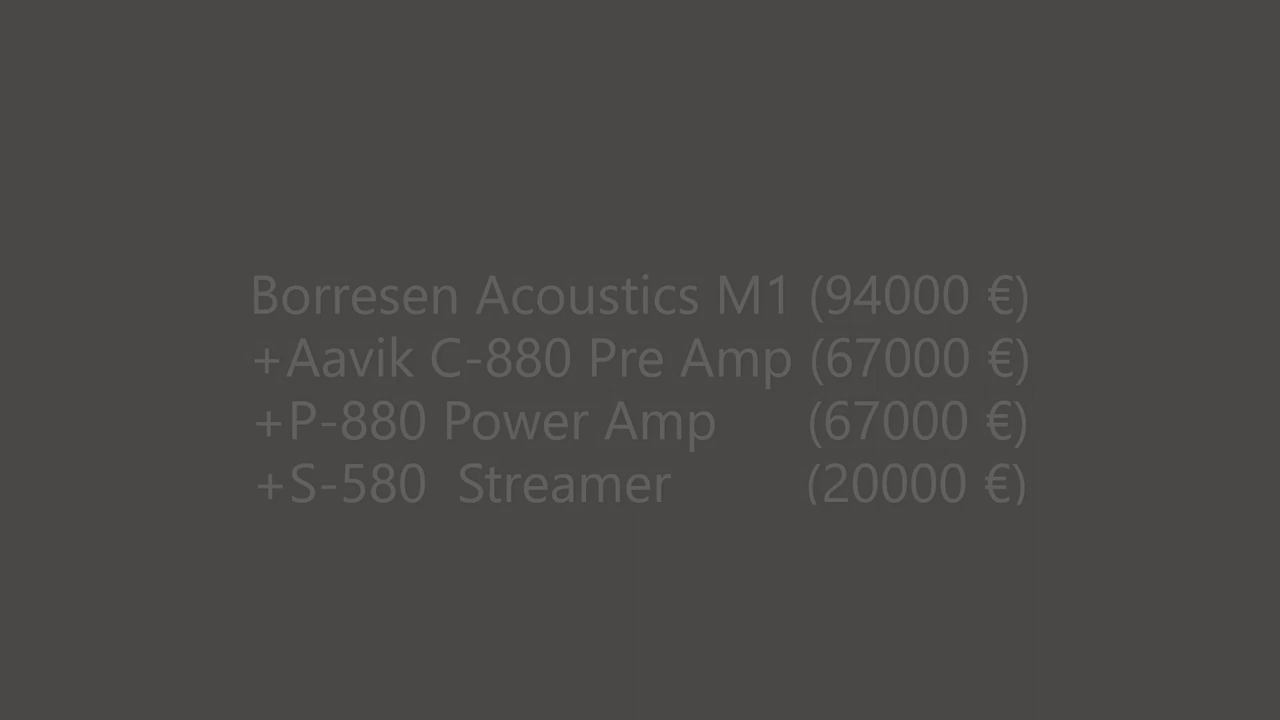 Borresen Acoustics M1 (94000 €)
+Aavik C-880 Pre Amp (67000 €)
+P-880 Power Amp (67000 €)
+S-580 Streamer (20000 €)